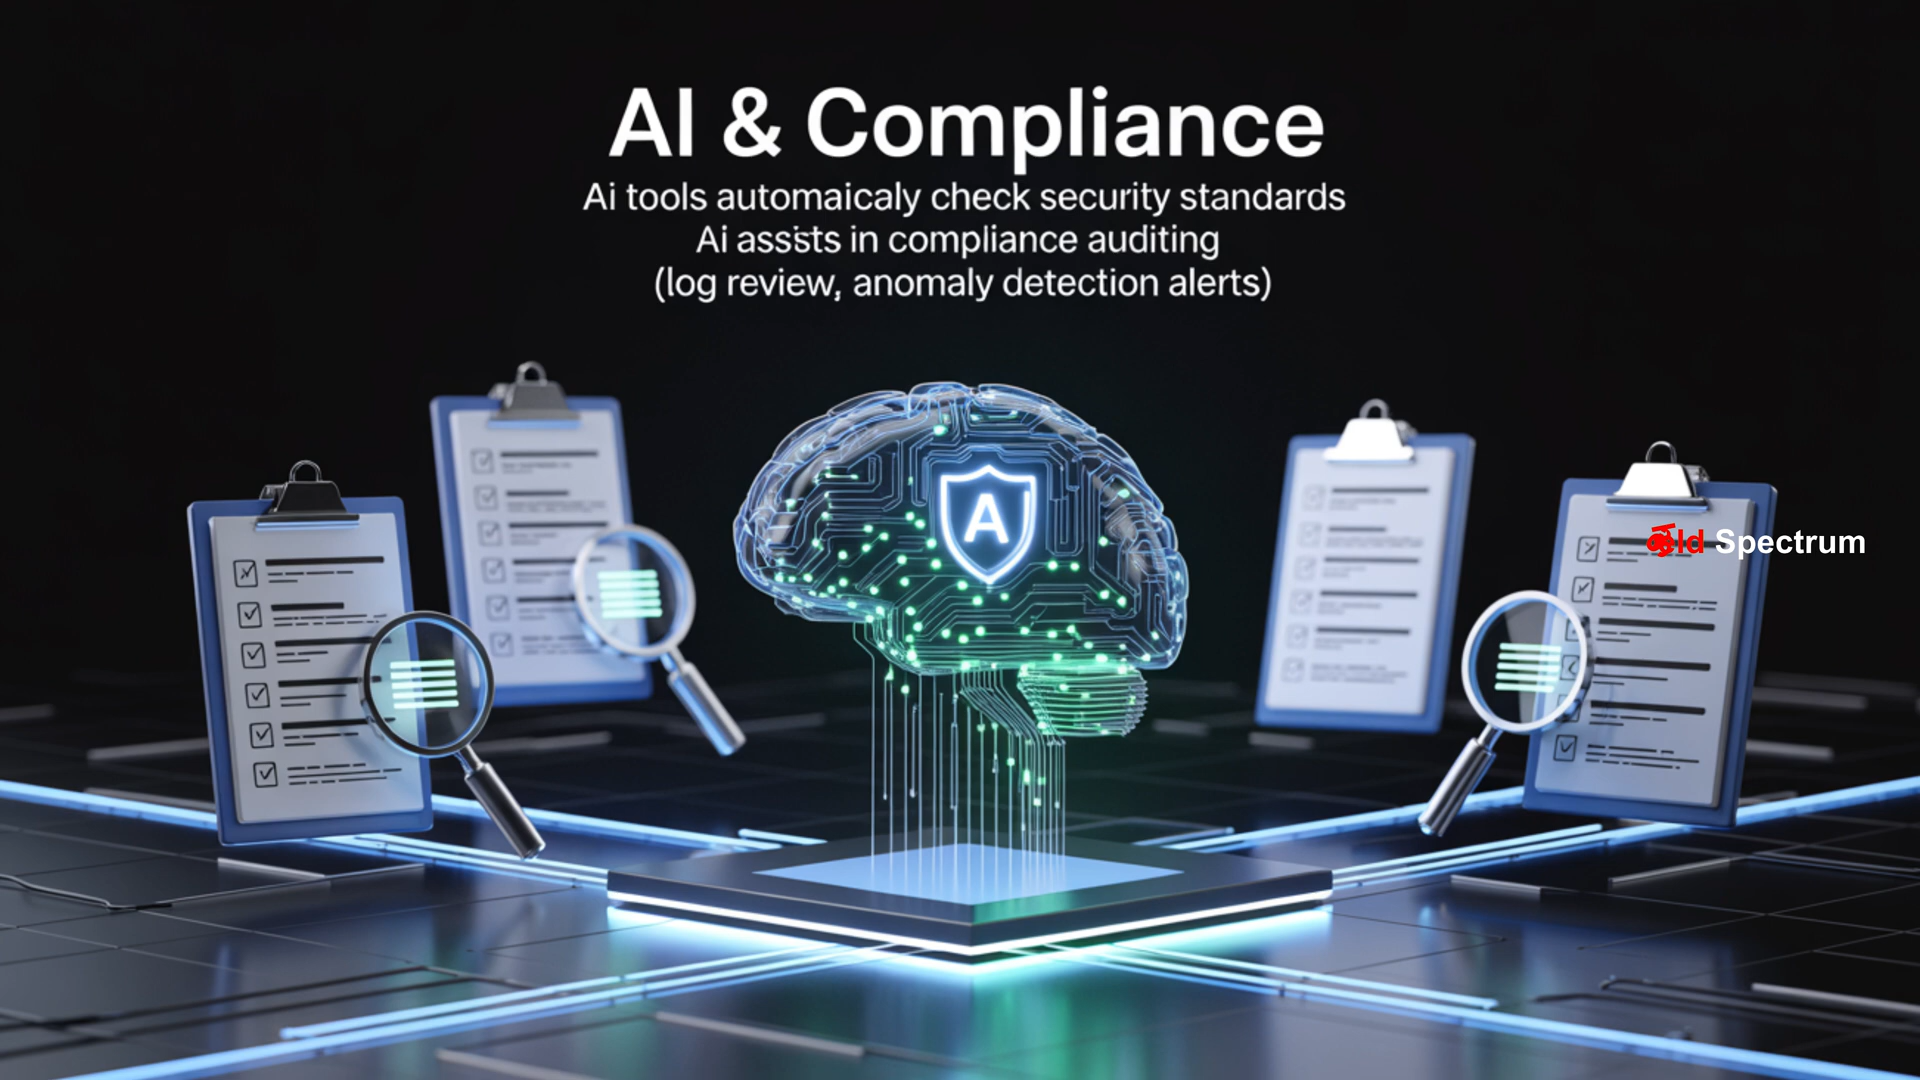 AI & Compliance
Ai tools automaicaly check security standards
Ai assists in compliance auditing
(log review, anomaly detection alerts)
A
Spectrum